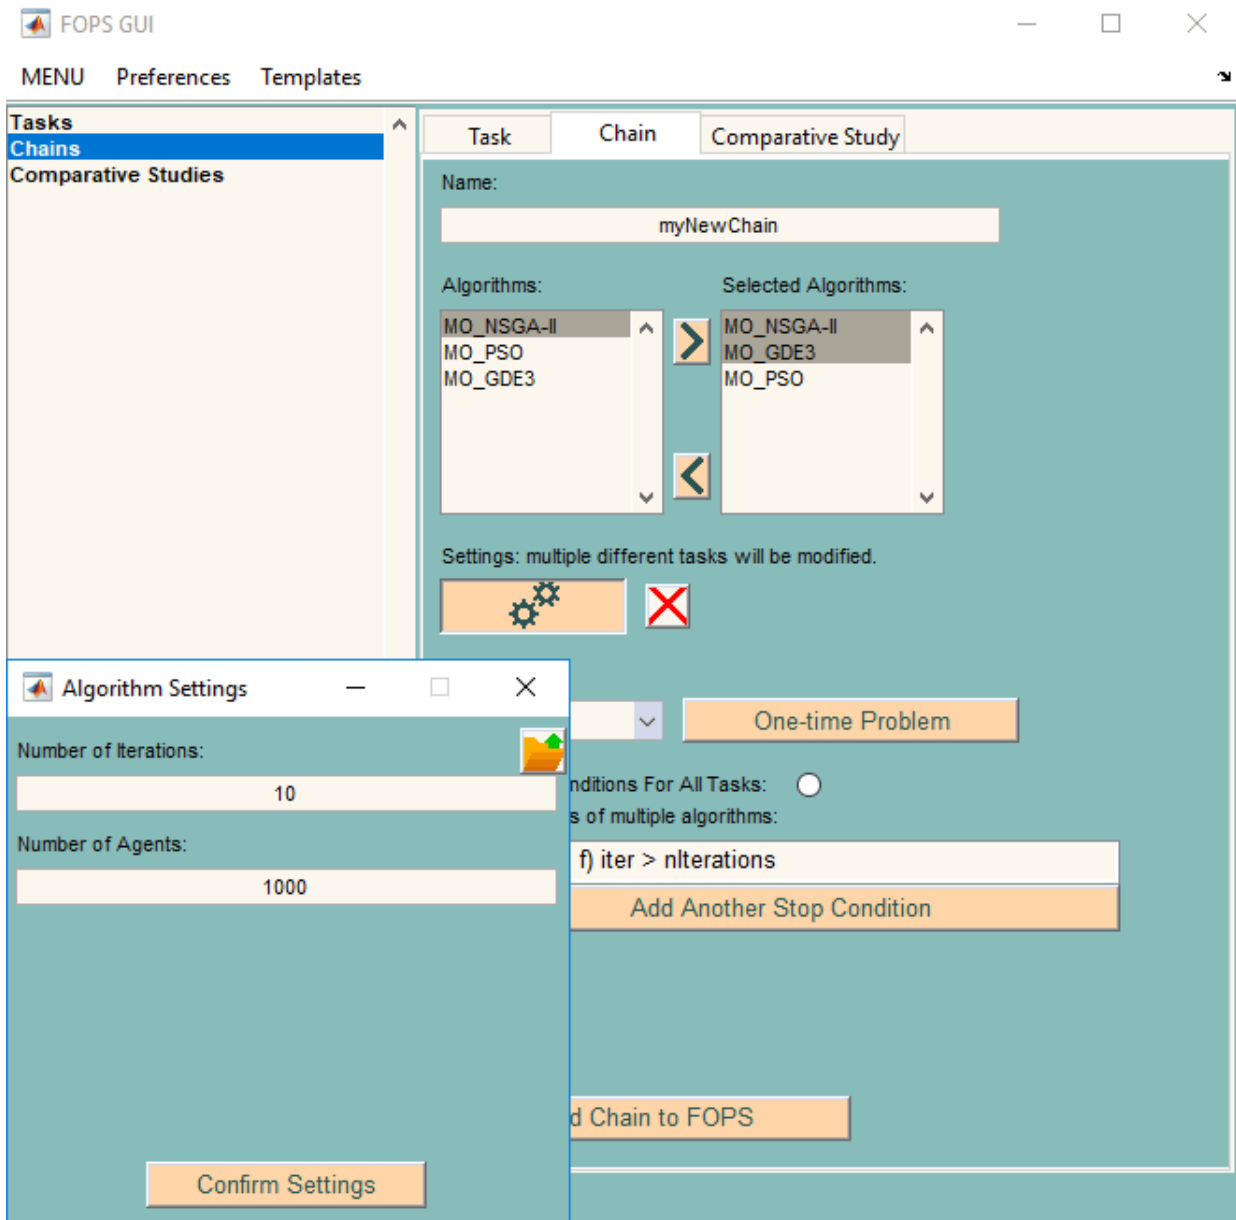 FOPS GUI
MENU Preferences Templates
Tasks
Chains
Comparative Studies
Task Chain Comparative Study
Name:
myNewChain
Algorithms: Selected Algorithms:
MO_NSGA-II MO_NSGA-II
MO_PSO MO_GDE3
MO_GDE3 MO_PSO
Settings: multiple different tasks will be modified.
Algorithm Settings
Number of Iterations:
10
Number of Agents:
1000
Confirm Settings
One-time Problem
nditions For All Tasks:
s of multiple algorithms:
f) iter > nIterations
Add Another Stop Condition
d Chain to FOPS